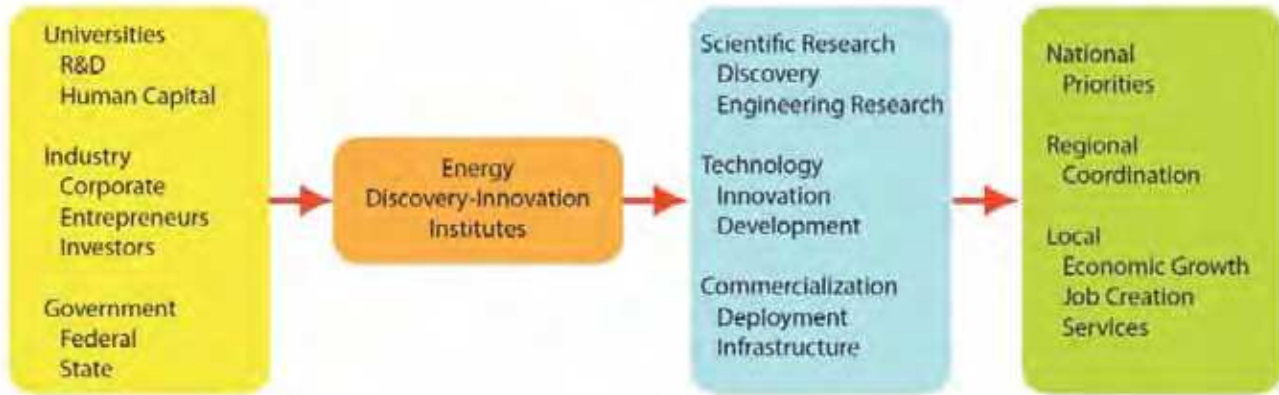 Universities
R&D
Human Capital
Industry
Corporate
Entrepreneurs
Investors
Government
Federal
State
Energy
Discovery-Innovation
Institutes
Scientific Research
Discovery
Engineering Research
Technology
Innovation
Development
Commercialization
Deployment
Infrastructure
National
Priorities
Regional
Coordination
Local
Economic Growth
Job Creation
Services